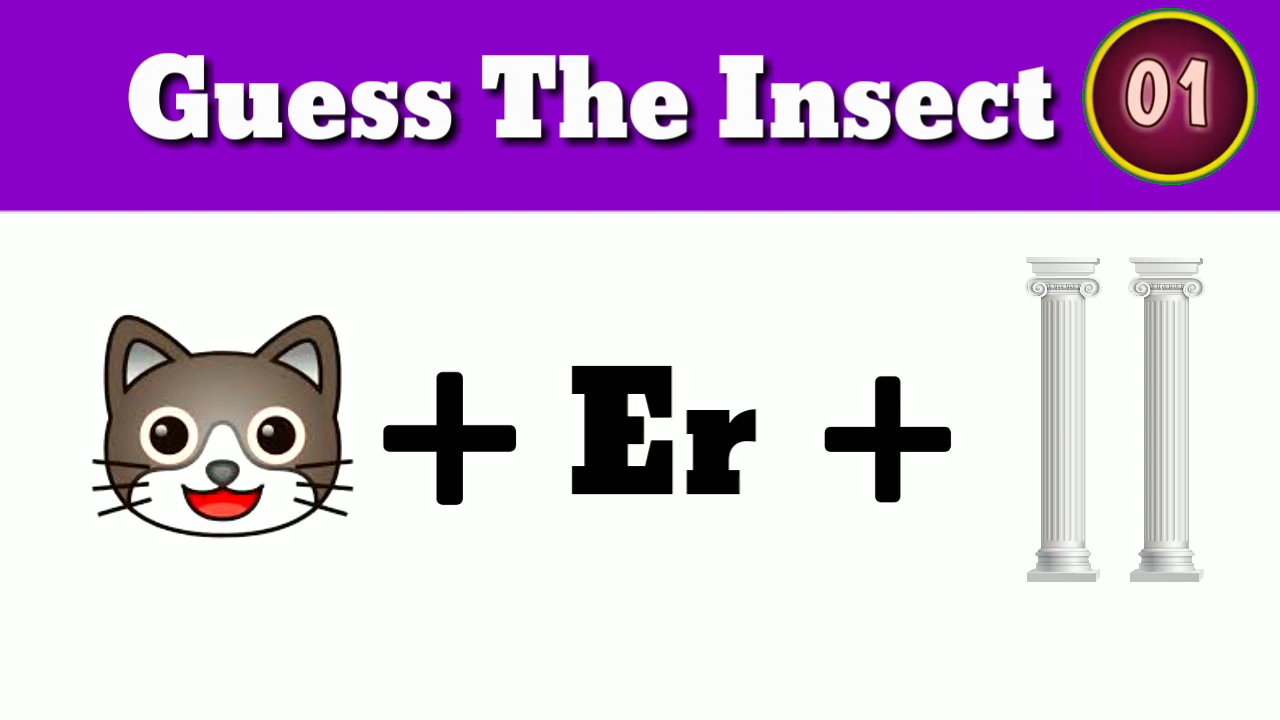 Guess The Insect 01
+ Er +